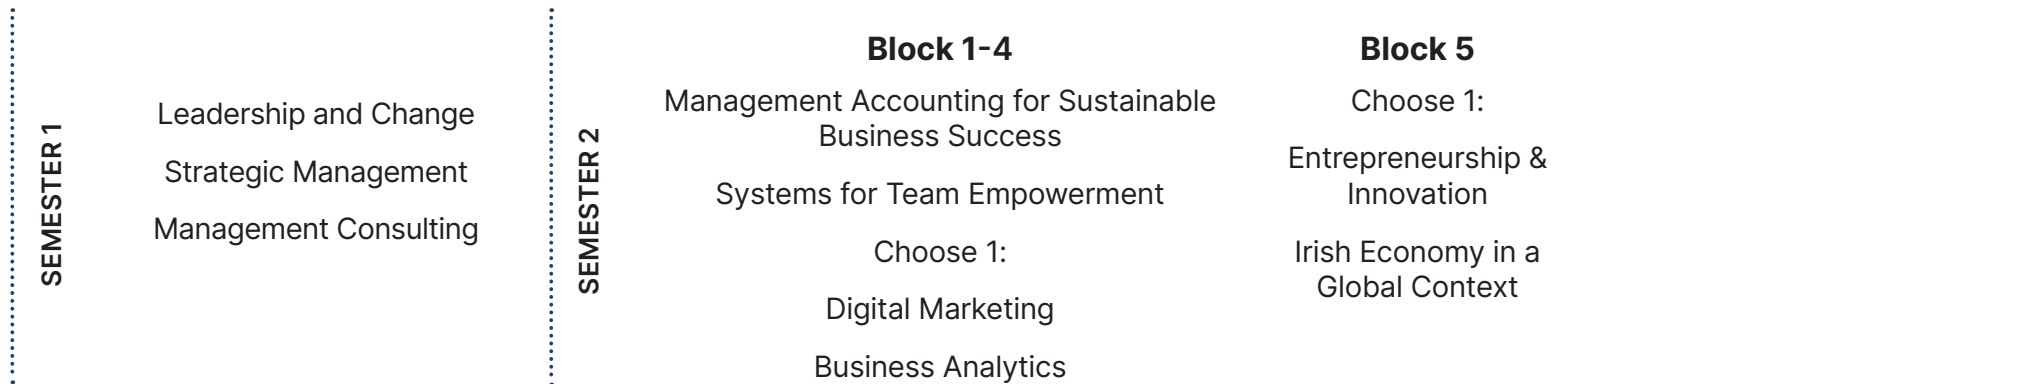 SEMESTER 1
Leadership and Change
Strategic Management
Management Consulting
SEMESTER 2
Block 1-4
Management Accounting for Sustainable
Business Success
Systems for Team Empowerment
Choose 1:
Digital Marketing
Business Analytics
Block 5
Choose 1:
Entrepreneurship &
Innovation
Irish Economy in a
Global Context